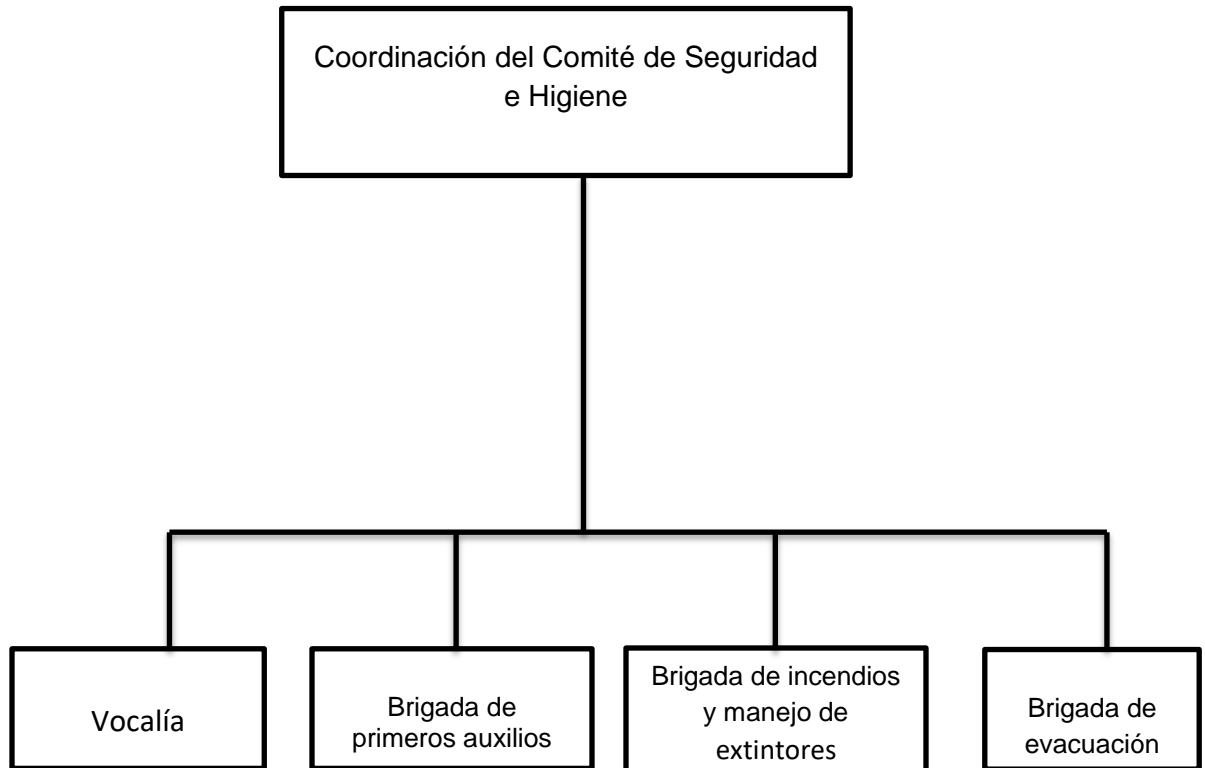 Coordinación del Comité de Seguridad
e Higiene
Vocalía
Brigada de
primeros auxilios
Brigada de incendios
y manejo de
extintores
Brigada de
evacuación